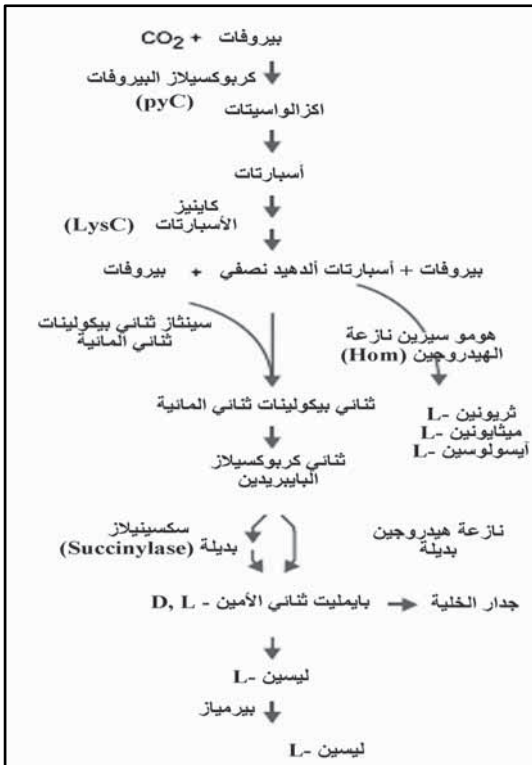 بيروفات + CO2
كربوكسيلاز البيروفات
(pyC)
اكزالواسيتات
أسبارتات
كاينيز
الأسبارتات (LysC)
بيروفات + أسبارتات ألدهيد نصفي + بيروفات
سينثاز ثنائي بيكولينات
ثنائي المائية
هومو سيرين نازعة
الهيدروجين (Hom)
ثنائي بيكولينات ثنائي المائية
ثريونين -L
ميثايونين -L
آيسولوسين -L
ثنائي كربوكسيلاز
البايبريدين
سكسينيلاز
بديلة (Succinylase)
نازعة هيدروجين
بديلة
بايمليت ثنائي الأمين - D, L
جدار الخلية
ليسين -L
بيرمياز
ليسين -L